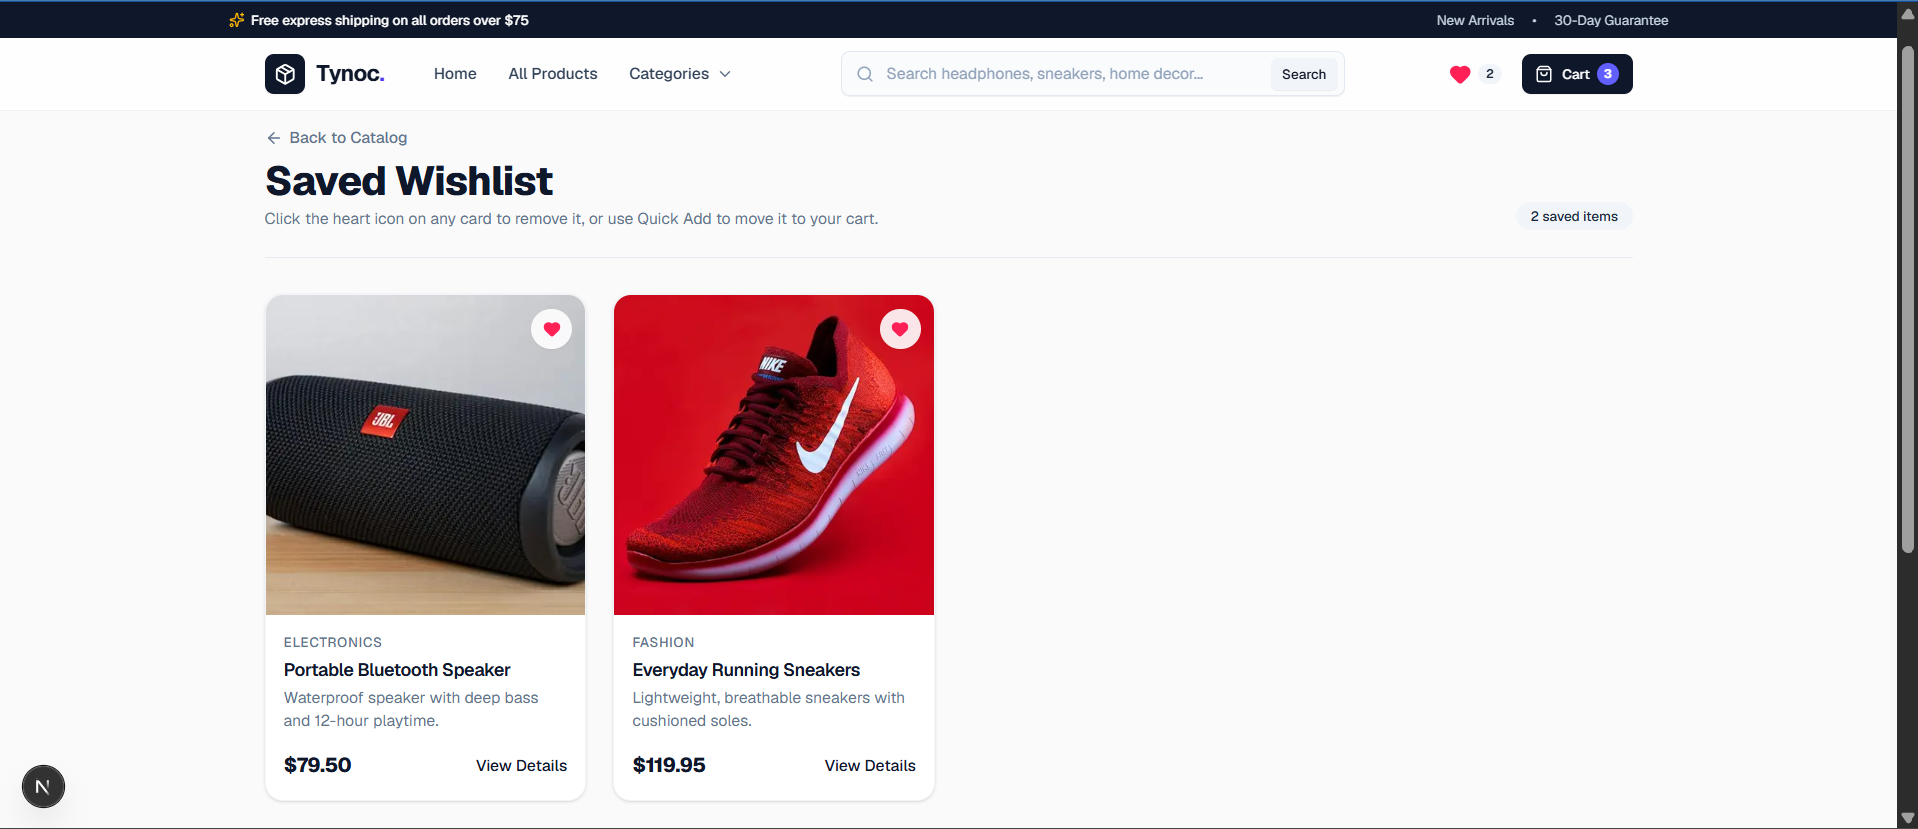 Free express shipping on all orders over $75
New Arrivals • 30-Day Guarantee
Tynoc.
Home
All Products
Categories
Search headphones, sneakers, home decor...
Search
2
Cart 3
Back to Catalog
Saved Wishlist
Click the heart icon on any card to remove it, or use Quick Add to move it to your cart.
2 saved items
JBL
NIKE
ELECTRONICS
Portable Bluetooth Speaker
Waterproof speaker with deep bass
and 12-hour playtime.
$79.50
View Details
FASHION
Everyday Running Sneakers
Lightweight, breathable sneakers with
cushioned soles.
$119.95
View Details
N